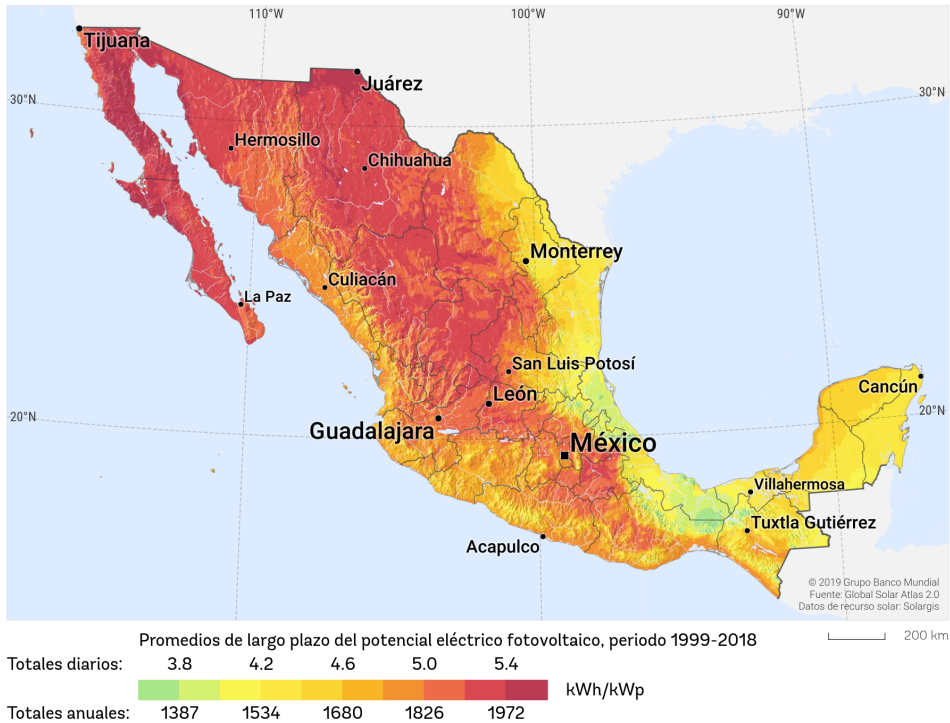 110°W 100°W 90°W
Tijuana
Juárez
30°N 30°N
Hermosillo
Chihuahua
Monterrey
Culiacán
La Paz
San Luis Potosí
Cancún
León
20°N 20°N
Guadalajara
México
Villahermosa
Tuxtla Gutiérrez
Acapulco
© 2019 Grupo Banco Mundial
Fuente: Global Solar Atlas 2.0
Datos de recurso solar: Solargis
200 km
Promedios de largo plazo del potencial eléctrico fotovoltaico, periodo 1999-2018
Totales diarios: 3.8 4.2 4.6 5.0 5.4
kWh/kWp
Totales anuales: 1387 1534 1680 1826 1972